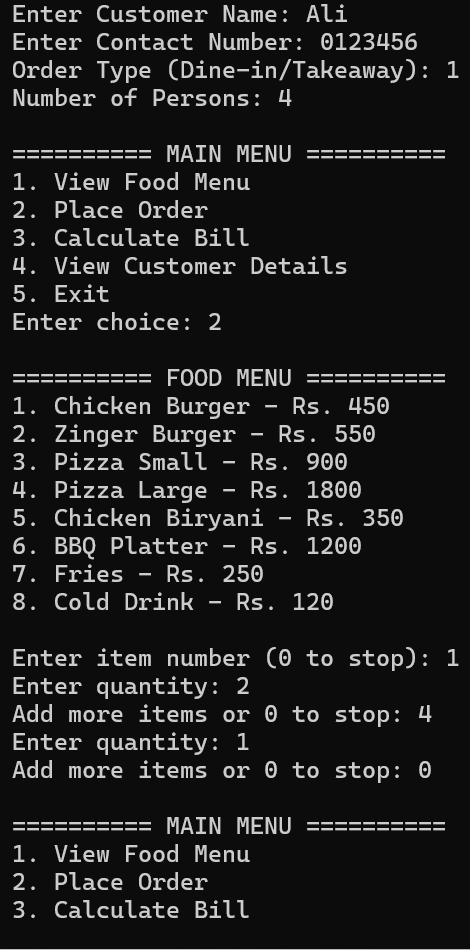 Enter Customer Name: Ali
Enter Contact Number: 0123456
Order Type (Dine-in/Takeaway): 1
Number of Persons: 4
========== MAIN MENU ==========
1. View Food Menu
2. Place Order
3. Calculate Bill
4. View Customer Details
5. Exit
Enter choice: 2
========== FOOD MENU ==========
1. Chicken Burger - Rs. 450
2. Zinger Burger - Rs. 550
3. Pizza Small - Rs. 900
4. Pizza Large - Rs. 1800
5. Chicken Biryani - Rs. 350
6. BBQ Platter - Rs. 1200
7. Fries - Rs. 250
8. Cold Drink - Rs. 120
Enter item number (0 to stop): 1
Enter quantity: 2
Add more items or 0 to stop: 4
Enter quantity: 1
Add more items or 0 to stop: 0
========== MAIN MENU ==========
1. View Food Menu
2. Place Order
3. Calculate Bill